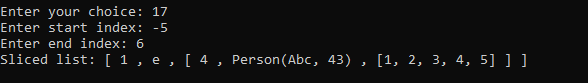 Enter your choice: 17
Enter start index: -5
Enter end index: 6
Sliced list: [ 1 , e , [ 4 , Person(Abc, 43) , [1, 2, 3, 4, 5] ] ]